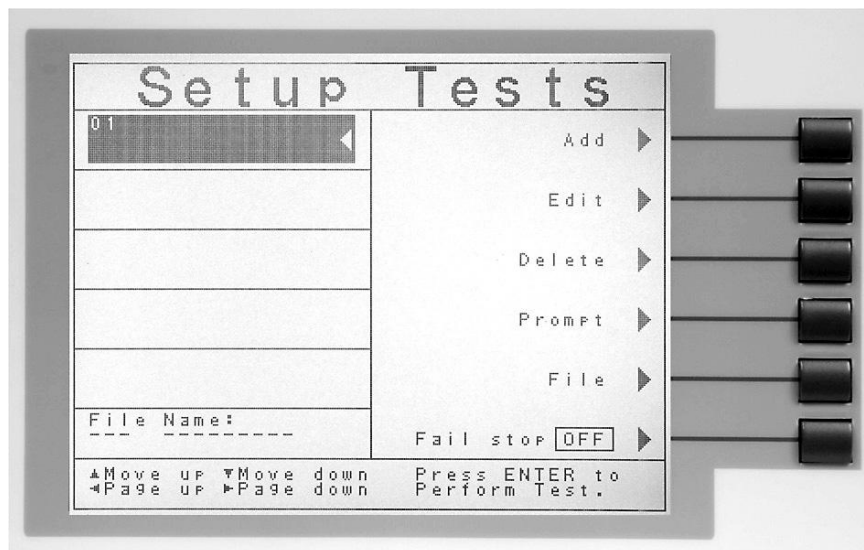 Setup Tests
01
Add
Edit
Delete
Prompt
File
File Name:
Fail stop OFF
▲Move up ▼Move down
◄Page up ►Page down
Press ENTER to
Perform Test.